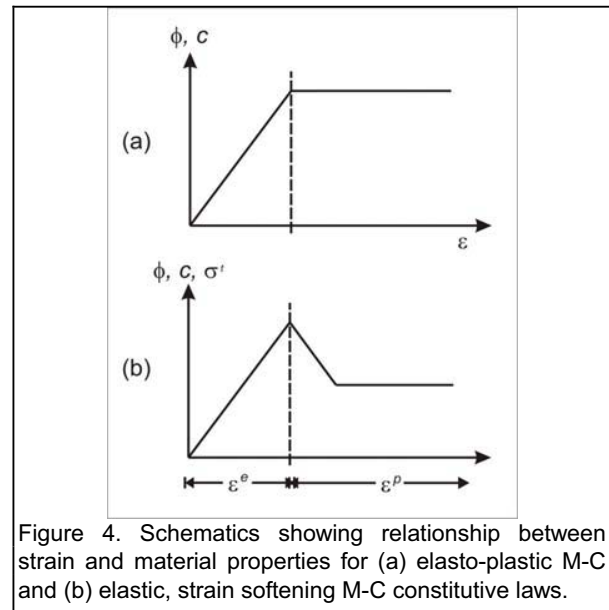 ϕ, c
(a)
ε
ϕ, c, σᵗ
(b)
εᵉ
εᵖ
Figure 4. Schematics showing relationship between
strain and material properties for (a) elasto-plastic M-C
and (b) elastic, strain softening M-C constitutive laws.